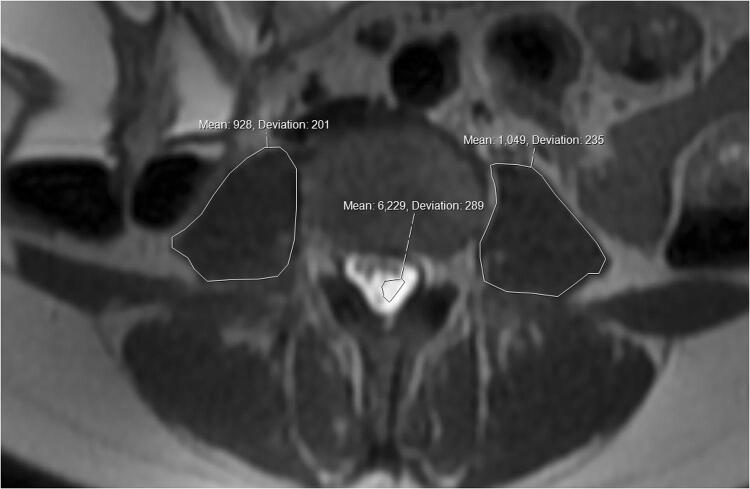 Mean: 928, Deviation: 201
Mean: 1,049, Deviation: 235
Mean: 6,229, Deviation: 289